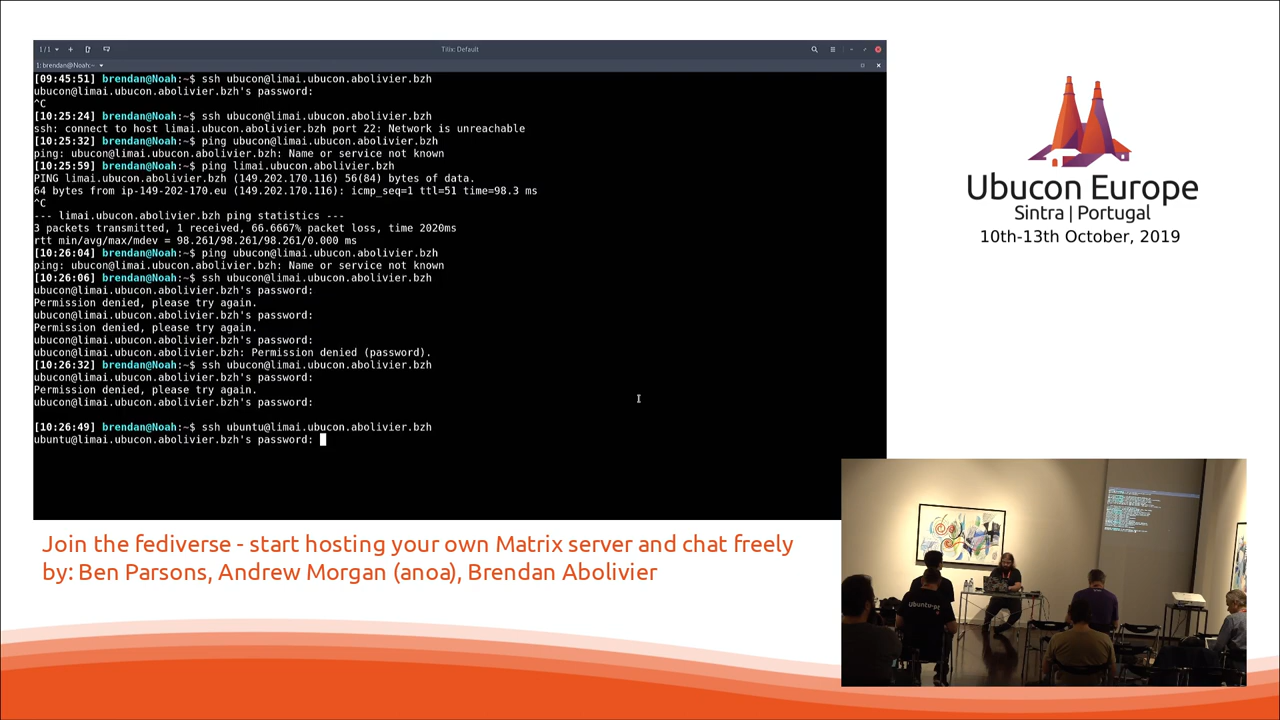 1/1
Tilix: Default
1: brendan@Noah:~
[09:45:51] brendan@Noah:~$ ssh ubucon@limai.ubucon.abolivier.bzh
ubucon@limai.ubucon.abolivier.bzh's password:
^C
[10:25:24] brendan@Noah:~$ ssh ubucon@limai.ubucon.abolivier.bzh
ssh: connect to host limai.ubucon.abolivier.bzh port 22: Network is unreachable
[10:25:32] brendan@Noah:~$ ping ubucon@limai.ubucon.abolivier.bzh
ping: ubucon@limai.ubucon.abolivier.bzh: Name or service not known
[10:25:59] brendan@Noah:~$ ping limai.ubucon.abolivier.bzh
PING limai.ubucon.abolivier.bzh (149.202.170.116) 56(84) bytes of data.
64 bytes from ip-149-202-170.eu (149.202.170.116): icmp_seq=1 ttl=51 time=98.3 ms
^C
--- limai.ubucon.abolivier.bzh ping statistics ---
3 packets transmitted, 1 received, 66.6667% packet loss, time 2020ms
rtt min/avg/max/mdev = 98.261/98.261/98.261/0.000 ms
[10:26:04] brendan@Noah:~$ ping ubucon@limai.ubucon.abolivier.bzh
ping: ubucon@limai.ubucon.abolivier.bzh: Name or service not known
[10:26:06] brendan@Noah:~$ ssh ubucon@limai.ubucon.abolivier.bzh
ubucon@limai.ubucon.abolivier.bzh's password:
Permission denied, please try again.
ubucon@limai.ubucon.abolivier.bzh's password:
Permission denied, please try again.
ubucon@limai.ubucon.abolivier.bzh's password:
ubucon@limai.ubucon.abolivier.bzh: Permission denied (password).
[10:26:32] brendan@Noah:~$ ssh ubucon@limai.ubucon.abolivier.bzh
ubucon@limai.ubucon.abolivier.bzh's password:
Permission denied, please try again.
ubucon@limai.ubucon.abolivier.bzh's password:
[10:26:49] brendan@Noah:~$ ssh ubuntu@limai.ubucon.abolivier.bzh
ubuntu@limai.ubucon.abolivier.bzh's password:
Ubucon Europe
Sintra | Portugal
10th-13th October, 2019
Join the fediverse - start hosting your own Matrix server and chat freely
by: Ben Parsons, Andrew Morgan (anoa), Brendan Abolivier
Ubuntu-pt